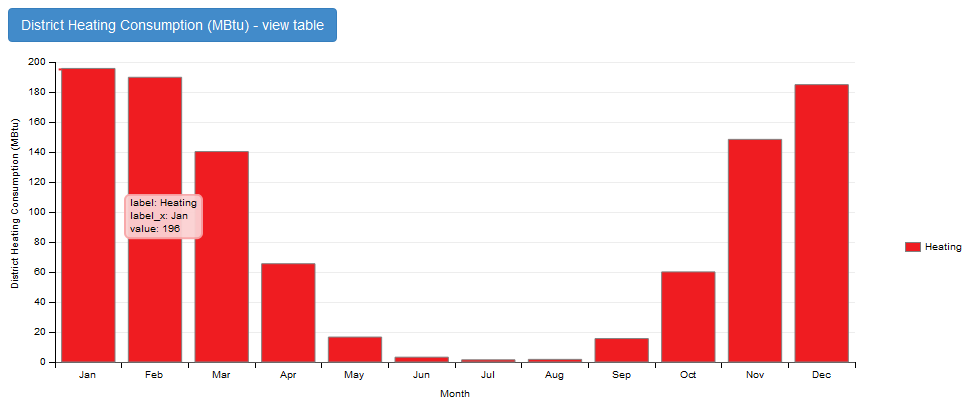 District Heating Consumption (MBtu) - view table
200
180
160
140
120
100
80
60
40
20
0
District Heating Consumption (MBtu)
label: Heating
label_x: Jan
value: 196
Heating
Jan Feb Mar Apr May Jun Jul Aug Sep Oct Nov Dec
Month